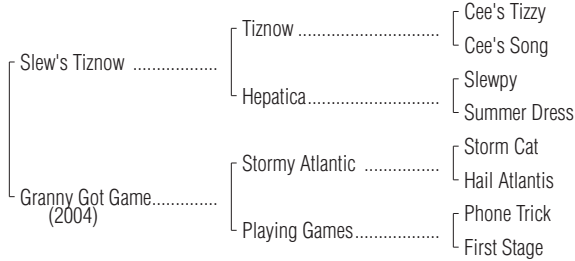 Cee's Tizzy
Tiznow ..................................
Cee's Song
Slew's Tiznow ....................
Slewpy
Hepatica................................
Summer Dress
Storm Cat
Stormy Atlantic ..................
Hail Atlantis
Granny Got Game...............
(2004)
Phone Trick
Playing Games....................
First Stage